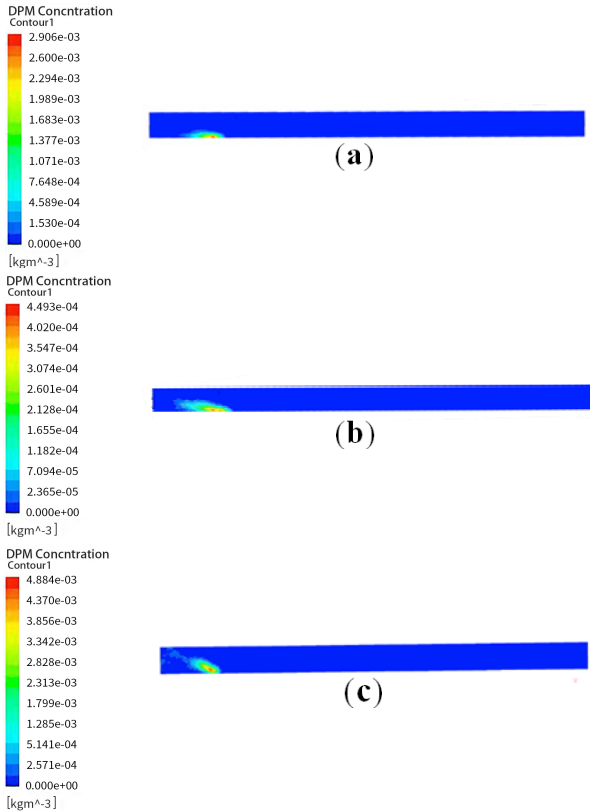 DPM Concntration
Contour1
2.906e-03
2.600e-03
2.294e-03
1.989e-03
1.683e-03
1.377e-03
1.071e-03
7.648e-04
4.589e-04
1.530e-04
0.000e+00
[kgm^-3]
(a)
DPM Concntration
Contour1
4.493e-04
4.020e-04
3.547e-04
3.074e-04
2.601e-04
2.128e-04
1.655e-04
1.182e-04
7.094e-05
2.365e-05
0.000e+00
[kgm^-3]
(b)
DPM Concntration
Contour1
4.884e-03
4.370e-03
3.856e-03
3.342e-03
2.828e-03
2.313e-03
1.799e-03
1.285e-03
5.141e-04
2.571e-04
0.000e+00
[kgm^-3]
(c)